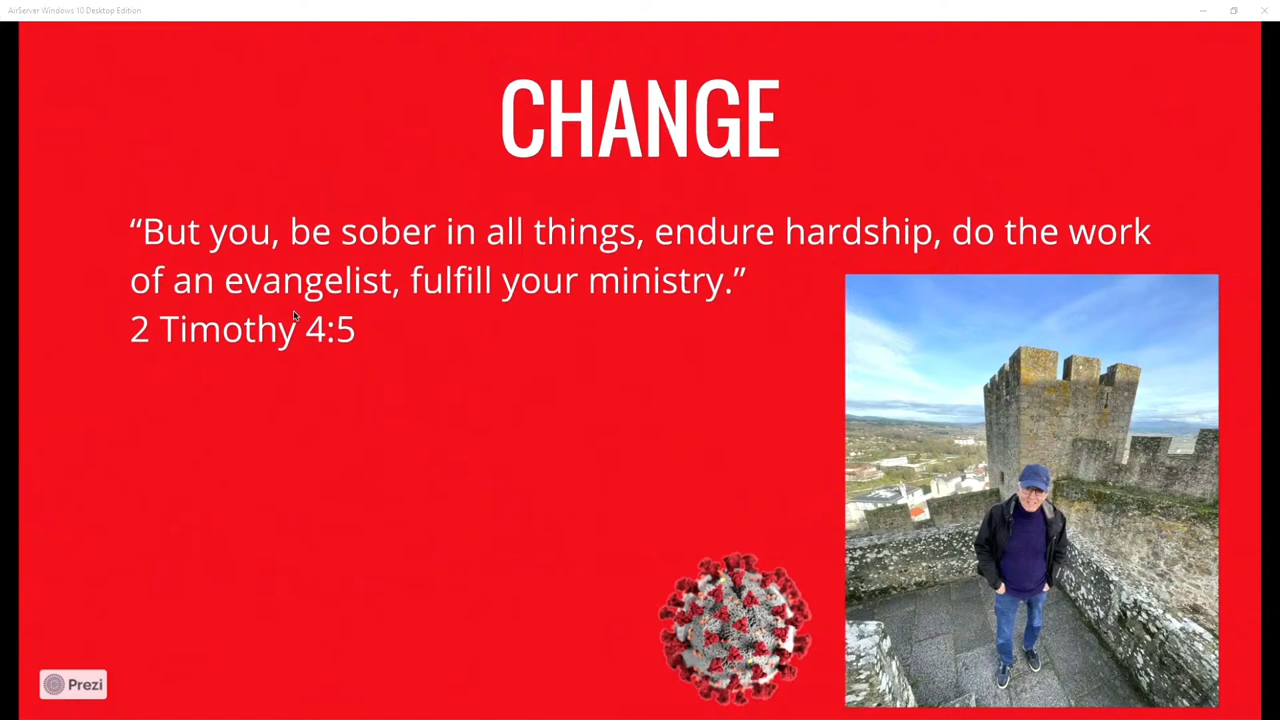 AirServer Windows 10 Desktop Edition
CHANGE
“But you, be sober in all things, endure hardship, do the work
of an evangelist, fulfill your ministry.”
2 Timothy 4:5
Prezi